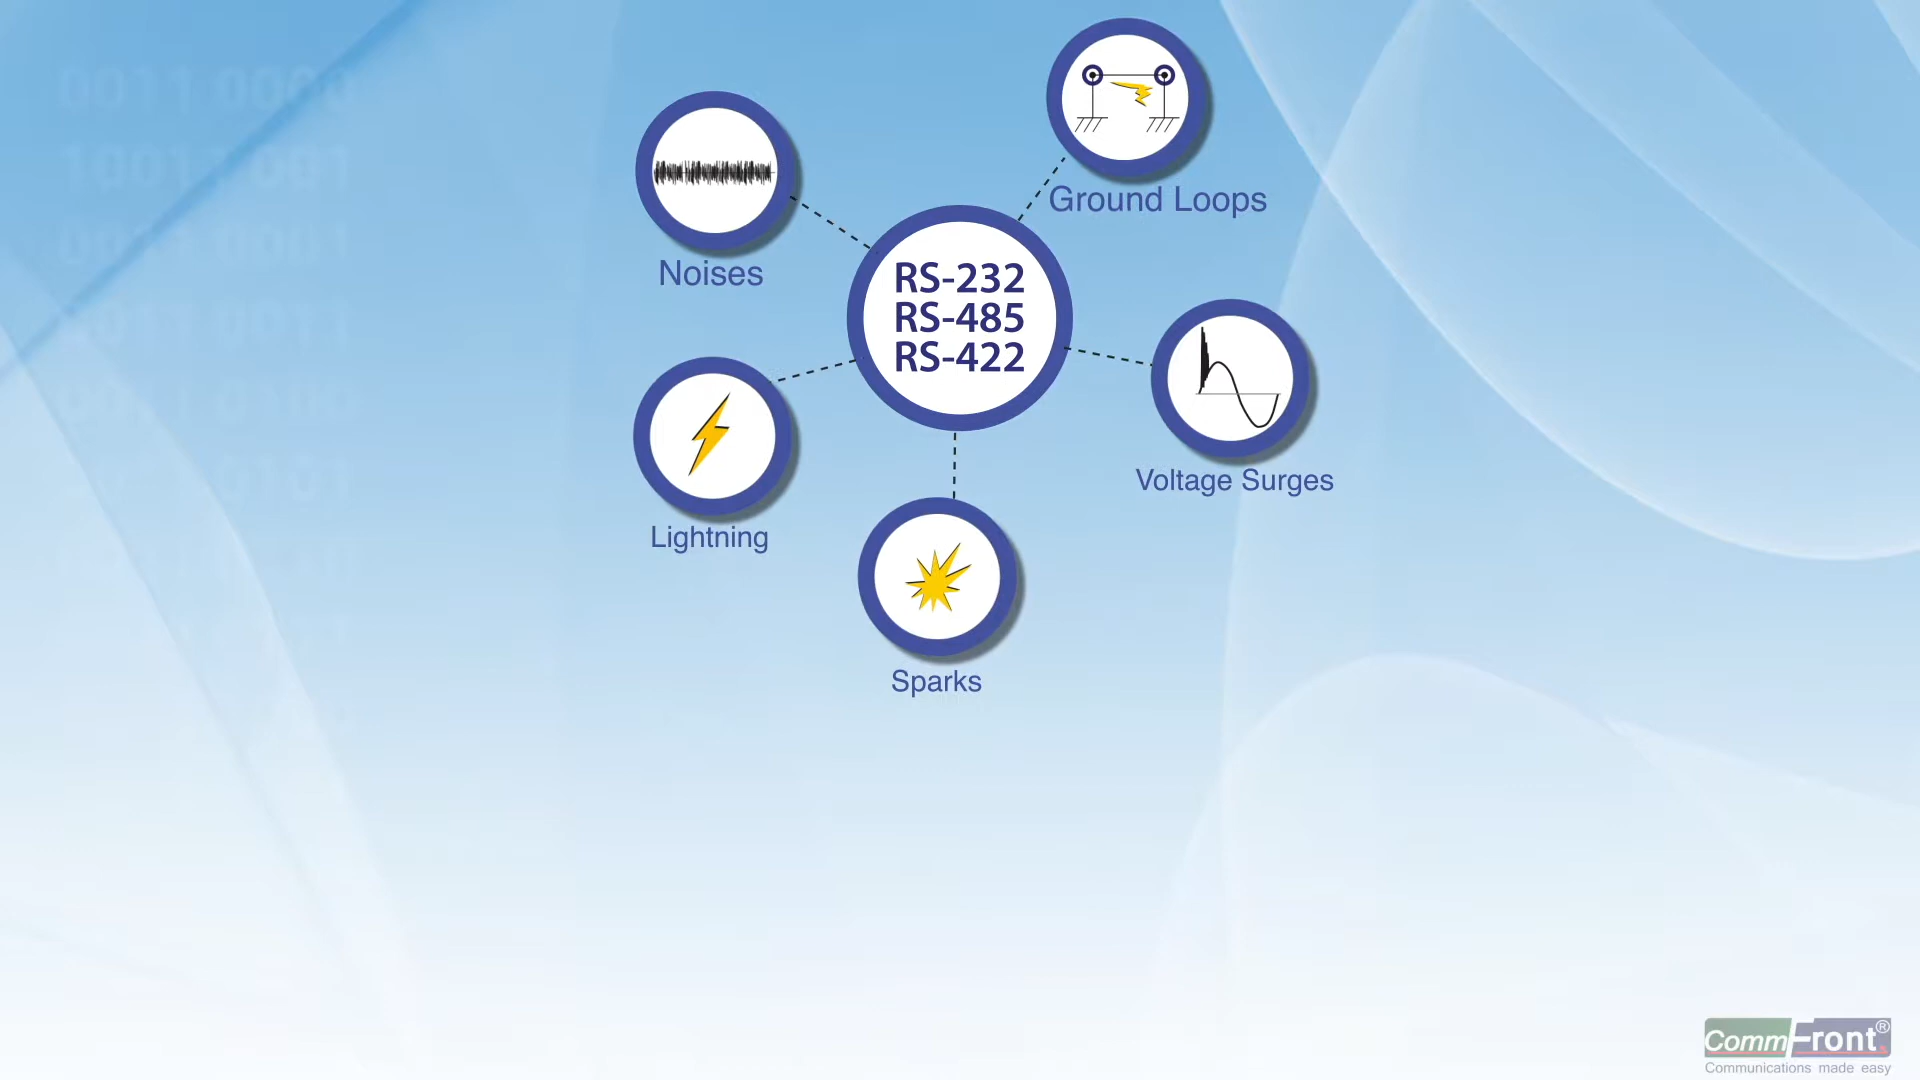 Ground Loops
Noises
RS-232
RS-485
RS-422
Voltage Surges
Lightning
Sparks
CommFront®
Communications made easy